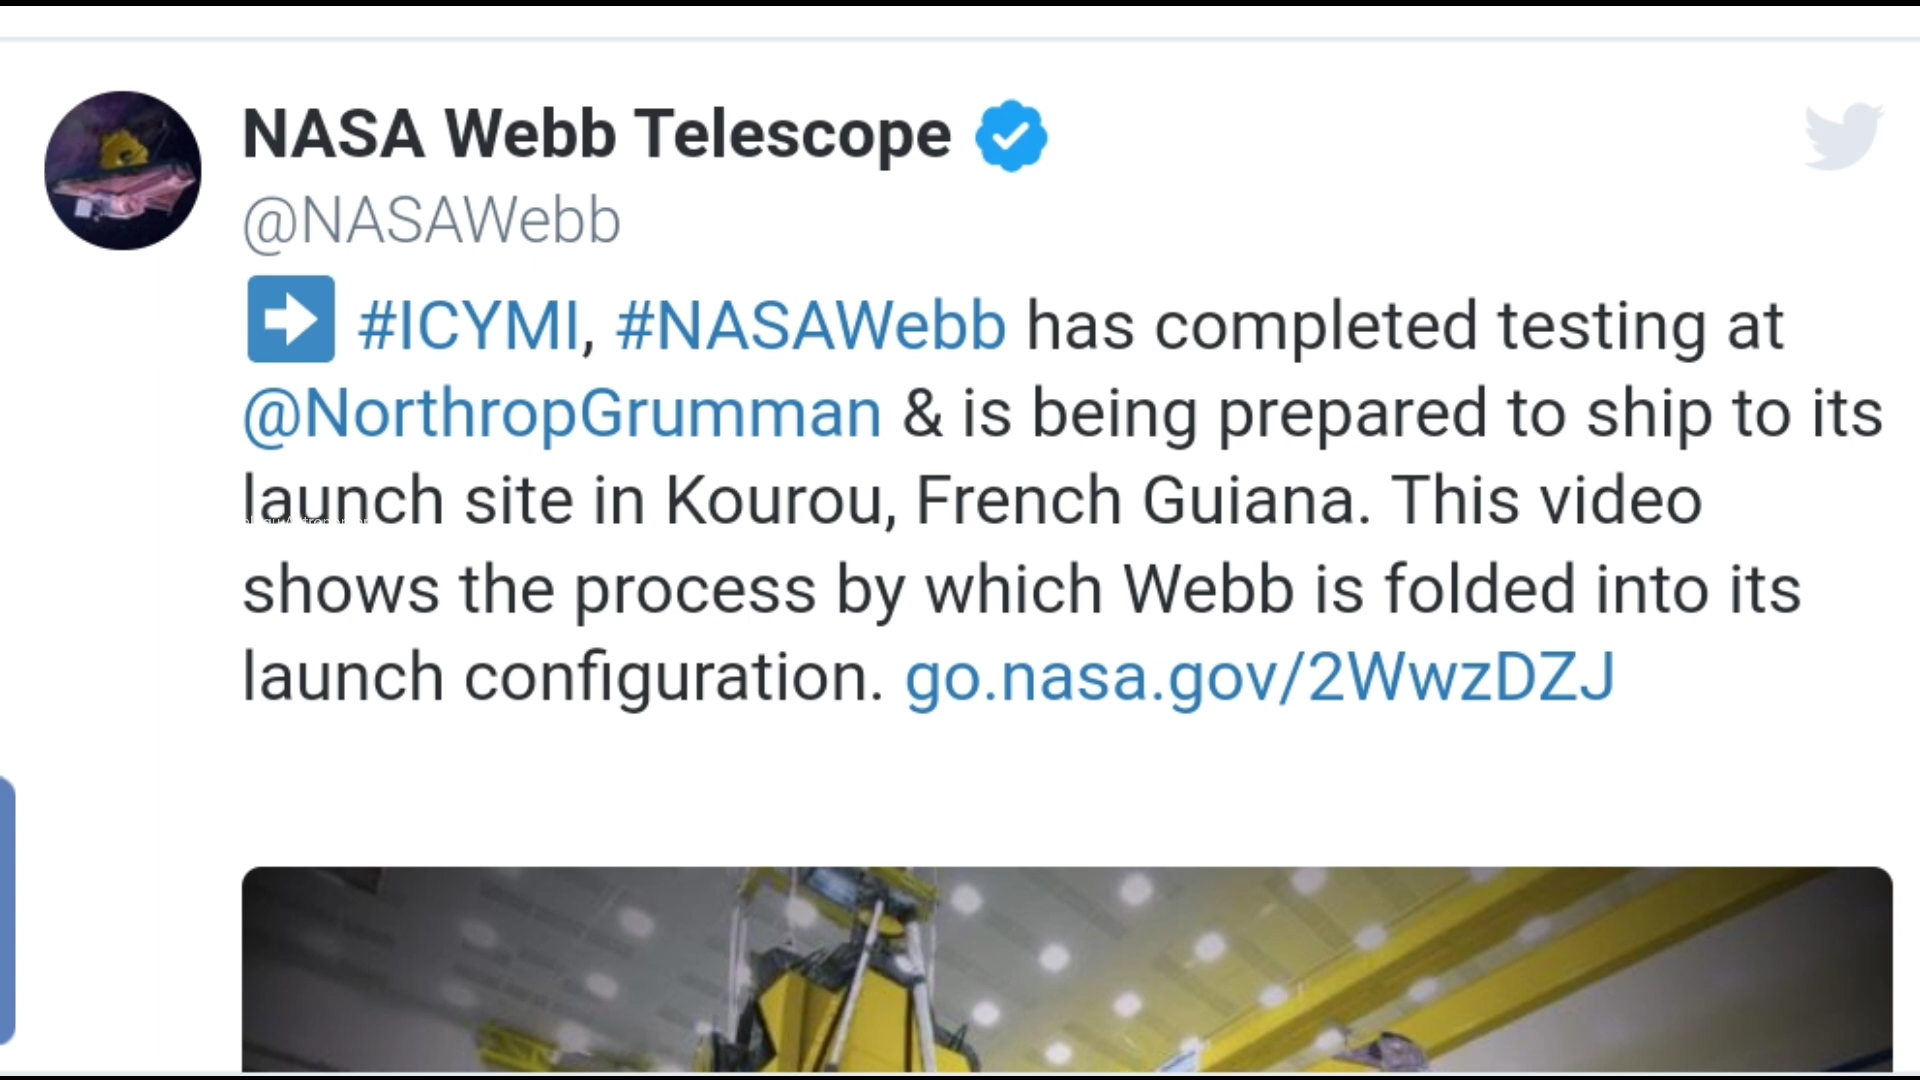 NASA Webb Telescope
@NASAWebb
➡ #ICYMI, #NASAWebb has completed testing at
@NorthropGrumman & is being prepared to ship to its
launch site in Kourou, French Guiana. This video
shows the process by which Webb is folded into its
launch configuration. go.nasa.gov/2WwzDZJ